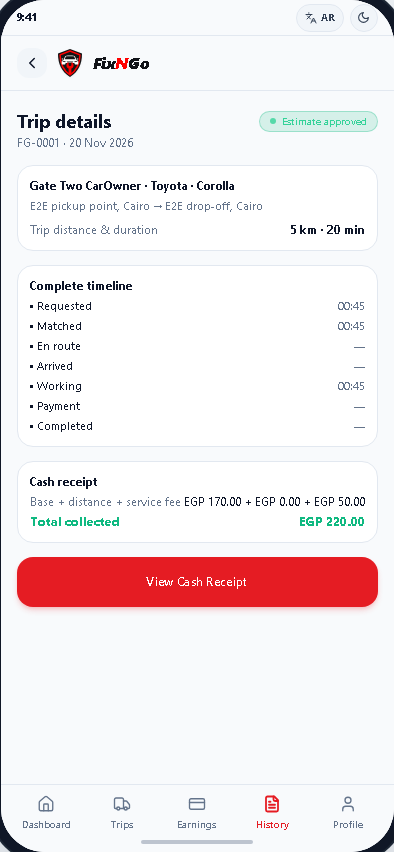 9:41
AR
FixNGo
Trip details
Estimate approved
FG-0001 · 20 Nov 2026
Gate Two CarOwner · Toyota · Corolla
E2E pickup point, Cairo → E2E drop-off, Cairo
Trip distance & duration 5 km · 20 min
Complete timeline
• Requested 00:45
• Matched 00:45
• En route —
• Arrived —
• Working 00:45
• Payment —
• Completed —
Cash receipt
Base + distance + service fee EGP 170.00 + EGP 0.00 + EGP 50.00
Total collected EGP 220.00
View Cash Receipt
Dashboard Trips Earnings History Profile